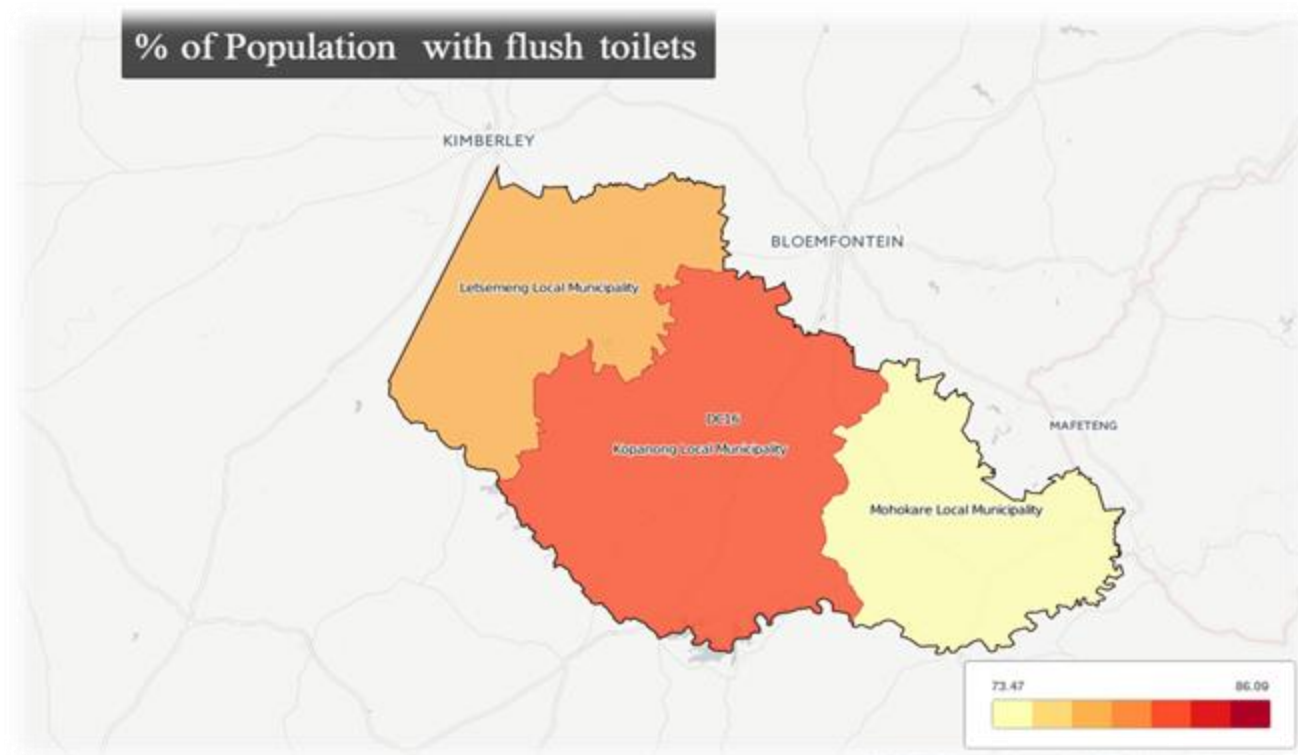 % of Population with flush toilets
KIMBERLEY
BLOEMFONTEIN
Letsemeng Local Municipality
DC16
MAFETENG
Kopanong Local Municipality
Mohokare Local Municipality
73.47 86.09